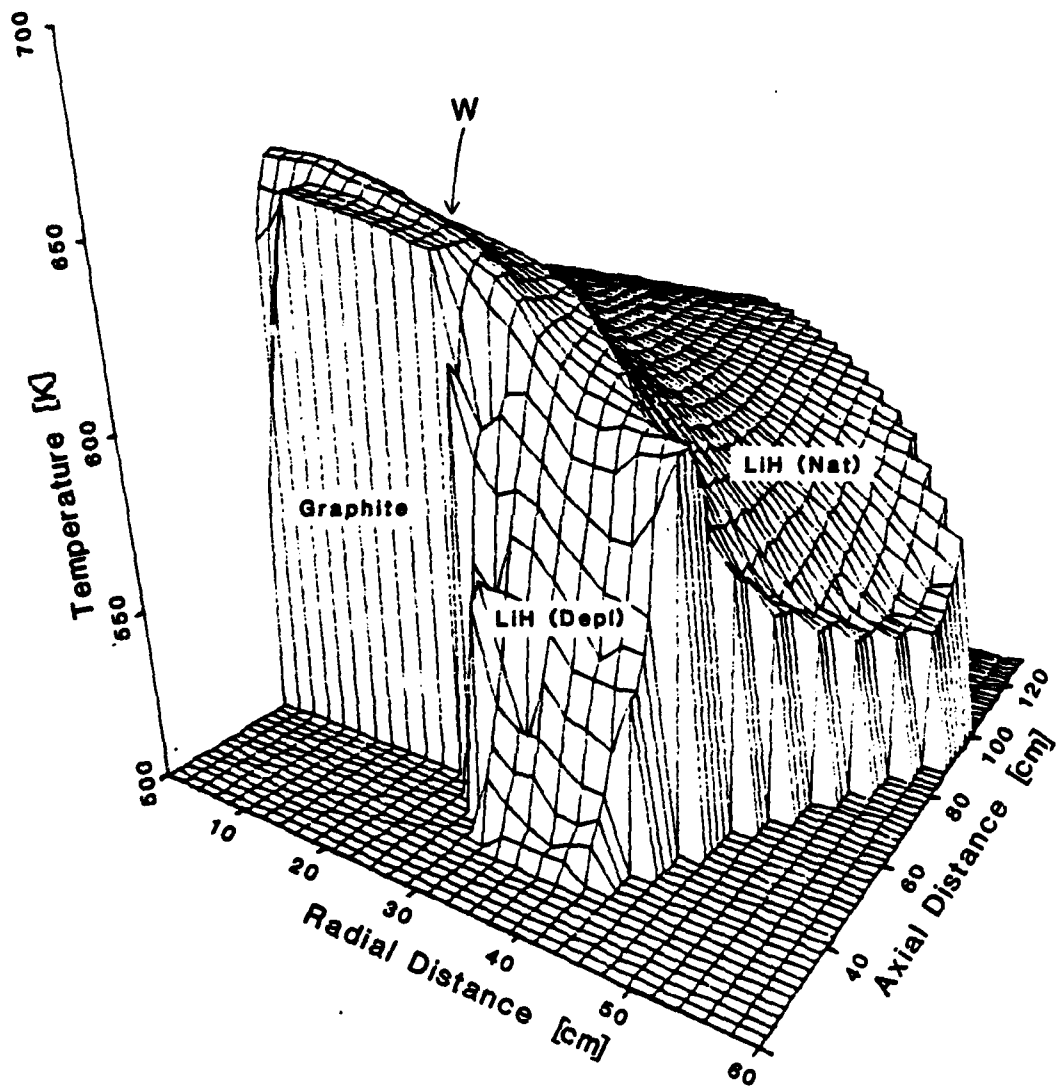 700
W
650
Temperature [K]
600
LiH (Nat)
Graphite
550
LiH (Depl)
500
10
20
30
40
50
60
Radial Distance [cm]
40
60
80
100
120
Axial Distance [cm]